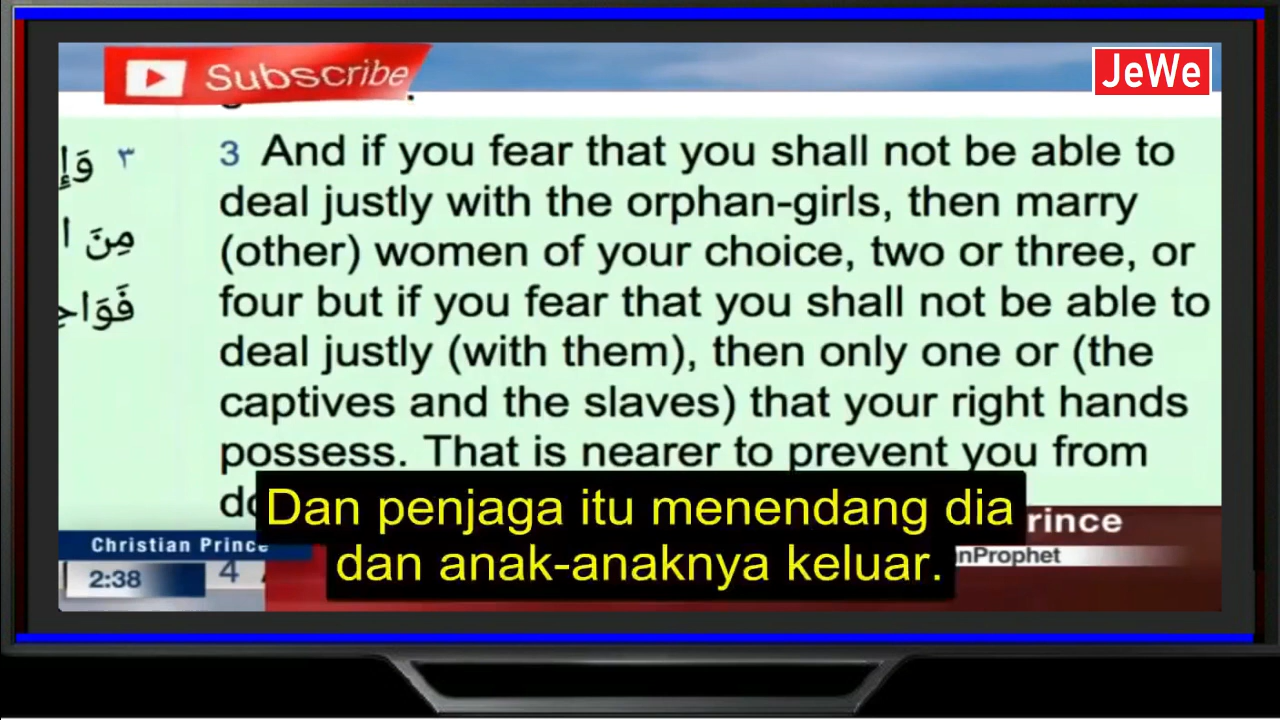 Subscribe
JeWe
3 And if you fear that you shall not be able to
deal justly with the orphan-girls, then marry
(other) women of your choice, two or three, or
four but if you fear that you shall not be able to
deal justly (with them), then only one or (the
captives and the slaves) that your right hands
possess. That is nearer to prevent you from
٣ وَإِ
مِنَ ا
Dan penjaga itu menendang dia
dan anak-anaknya keluar.
Christian Prince
2:38
4
rince
anProphet